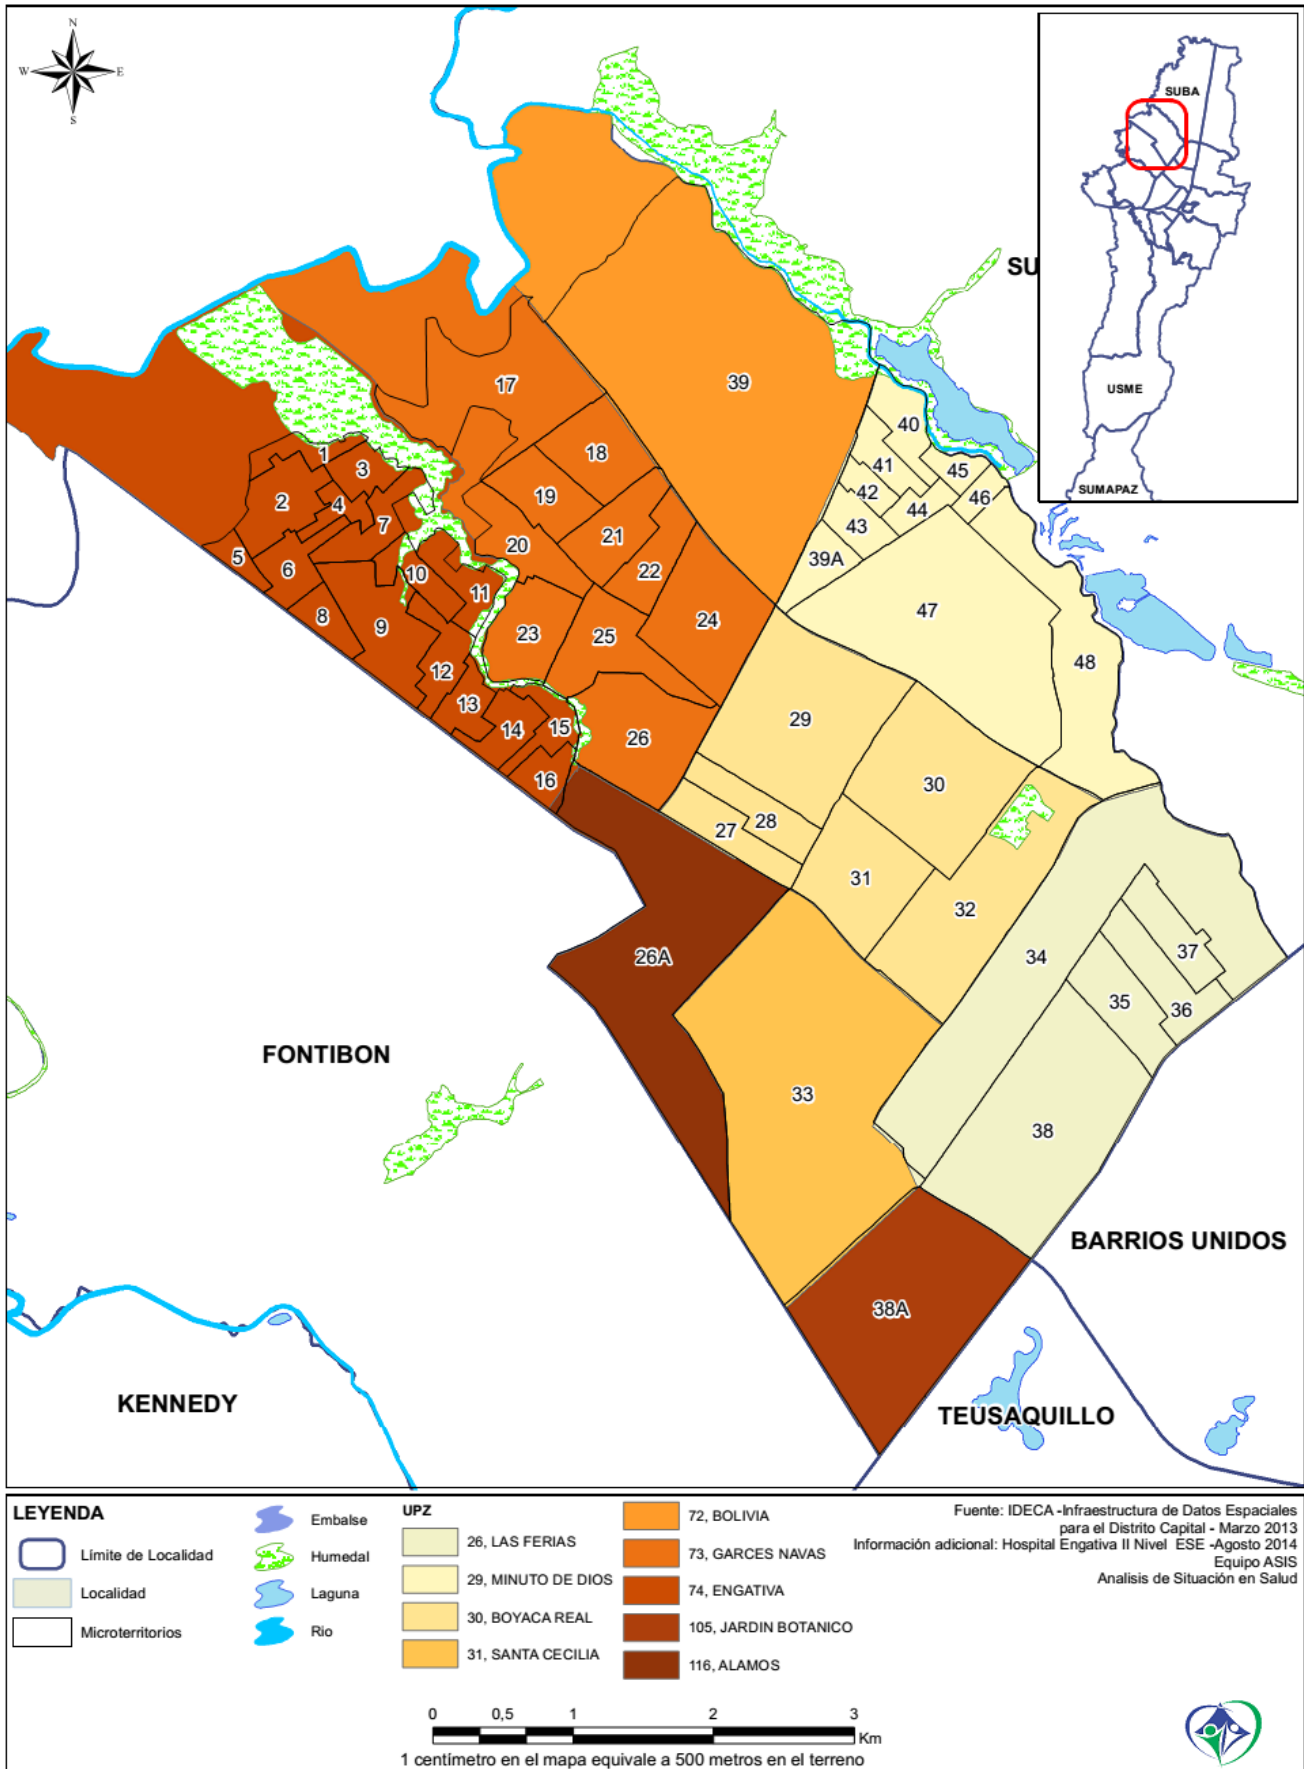 N
W
E
S
SUBA
USME
SUMAPAZ
SU
39
17
40
18
41
45
1
3
2
19
42
46
4
44
7
43
21
20
5
39A
6
22
10
11
47
8
24
9
23
25
48
12
13
29
14
15
26
16
30
28
27
31
32
37
26A
34
35
36
FONTIBON
33
38
BARRIOS UNIDOS
38A
KENNEDY
TEUSAQUILLO
LEYENDA
Límite de Localidad
Localidad
Microterritorios
Embalse
Humedal
Laguna
Rio
UPZ
26, LAS FERIAS
29, MINUTO DE DIOS
30, BOYACA REAL
31, SANTA CECILIA
72, BOLIVIA
73, GARCES NAVAS
74, ENGATIVA
105, JARDIN BOTANICO
116, ALAMOS
Fuente: IDECA -Infraestructura de Datos Espaciales
para el Distrito Capital - Marzo 2013
Información adicional: Hospital Engativa II Nivel ESE -Agosto 2014
Equipo ASIS
Analisis de Situación en Salud
0 0,5 1 2 3
Km
1 centímetro en el mapa equivale a 500 metros en el terreno